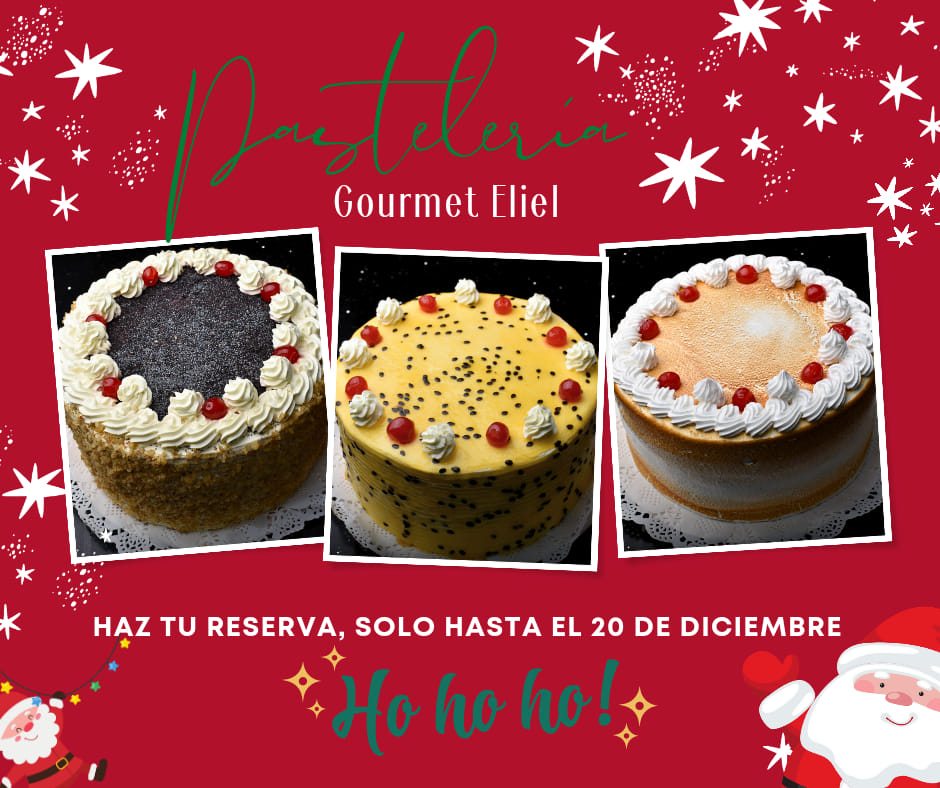 Pastelería
Gourmet Eliel
HAZ TU RESERVA, SOLO HASTA EL 20 DE DICIEMBRE
Ho ho ho!